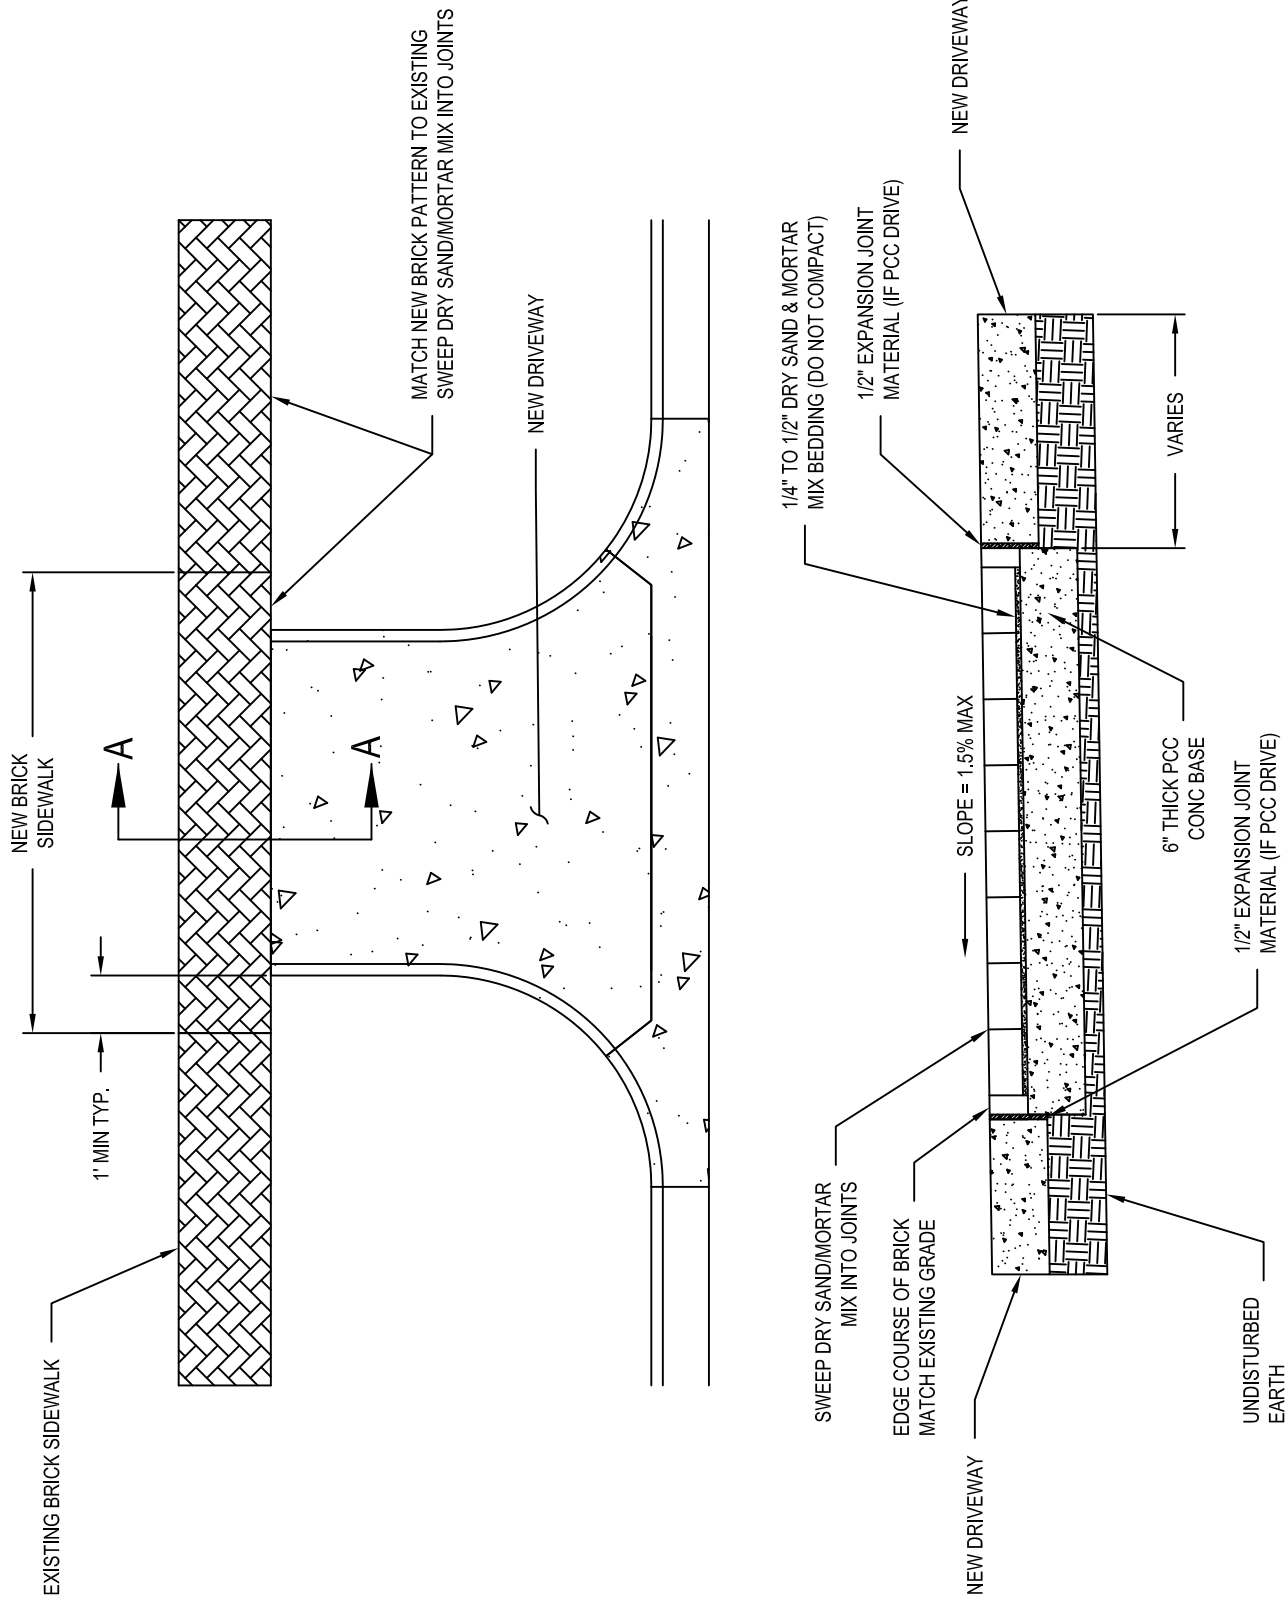 NEW BRICK
SIDEWALK
1' MIN TYP.
EXISTING BRICK SIDEWALK
A
A
MATCH NEW BRICK PATTERN TO EXISTING
SWEEP DRY SAND/MORTAR MIX INTO JOINTS
NEW DRIVEWAY
1/4" TO 1/2" DRY SAND & MORTAR
MIX BEDDING (DO NOT COMPACT)
1/2" EXPANSION JOINT
MATERIAL (IF PCC DRIVE)
NEW DRIVEWAY
VARIES
SLOPE = 1.5% MAX
6" THICK PCC
CONC BASE
1/2" EXPANSION JOINT
MATERIAL (IF PCC DRIVE)
SWEEP DRY SAND/MORTAR
MIX INTO JOINTS
EDGE COURSE OF BRICK
MATCH EXISTING GRADE
NEW DRIVEWAY
UNDISTURBED
EARTH